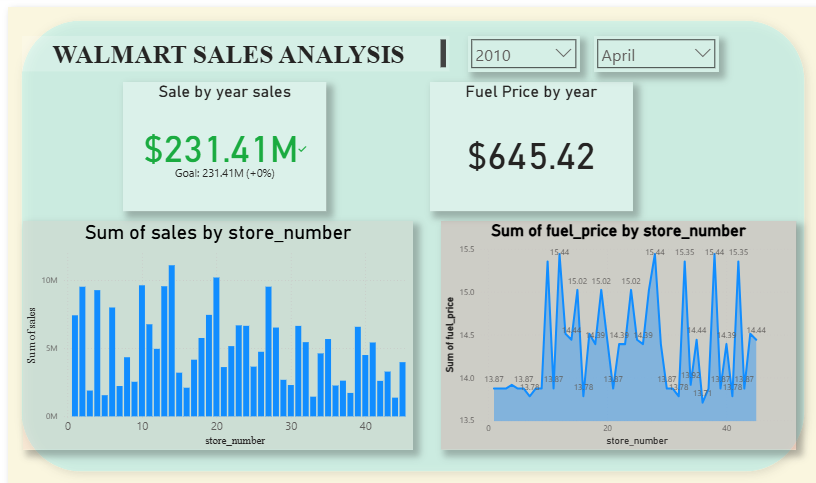 WALMART SALES ANALYSIS
2010
April
Sale by year sales
$231.41M
Goal: 231.41M (+0%)
Fuel Price by year
$645.42
Sum of sales by store_number
Sum of sales
10M
5M
0M
0 10 20 30 40
store_number
Sum of fuel_price by store_number
Sum of fuel_price
15.5
15.0
14.5
14.0
13.5
15.44 15.44 15.35 15.44 15.35
15.02 15.02 15.02
14.44 14.39 14.39 14.39 14.44 14.39 14.44
13.87 13.87 13.87 13.87 13.87 13.92 13.87 13.87
13.78 13.78 13.78 13.71 13.78
0 20 40
store_number